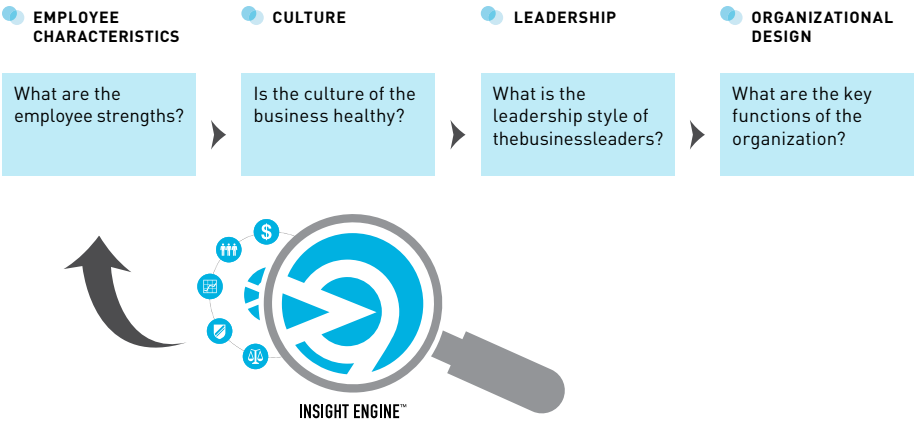 EMPLOYEE
CHARACTERISTICS
CULTURE
LEADERSHIP
ORGANIZATIONAL
DESIGN
What are the
employee strengths?
Is the culture of the
business healthy?
What is the
leadership style of
thebusinessleaders?
What are the key
functions of the
organization?
$
INSIGHT ENGINE™